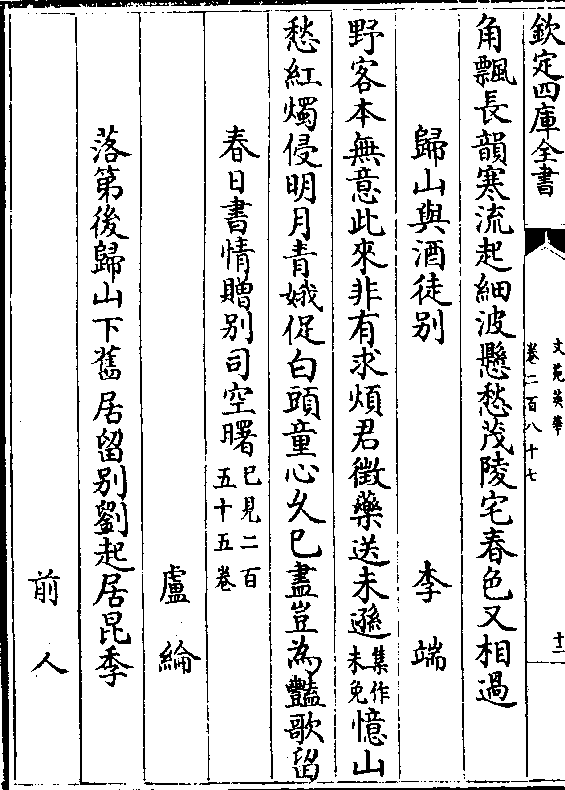 欽定四庫全書
文苑英華
卷二百八十七
十二
角飄長韻寒流起細波懸愁茂陵宅春色又相過
歸山與酒徒别
李端
野客本無意此來非有求煩君徵藥送未遜集作未免憶山
愁紅燭侵明月青娥促白頭童心久已盡豈為豔歌留
春日書情贈别司空曙已見二百五十五卷
盧綸
落第後歸山下舊居留别劉起居昆季
前人